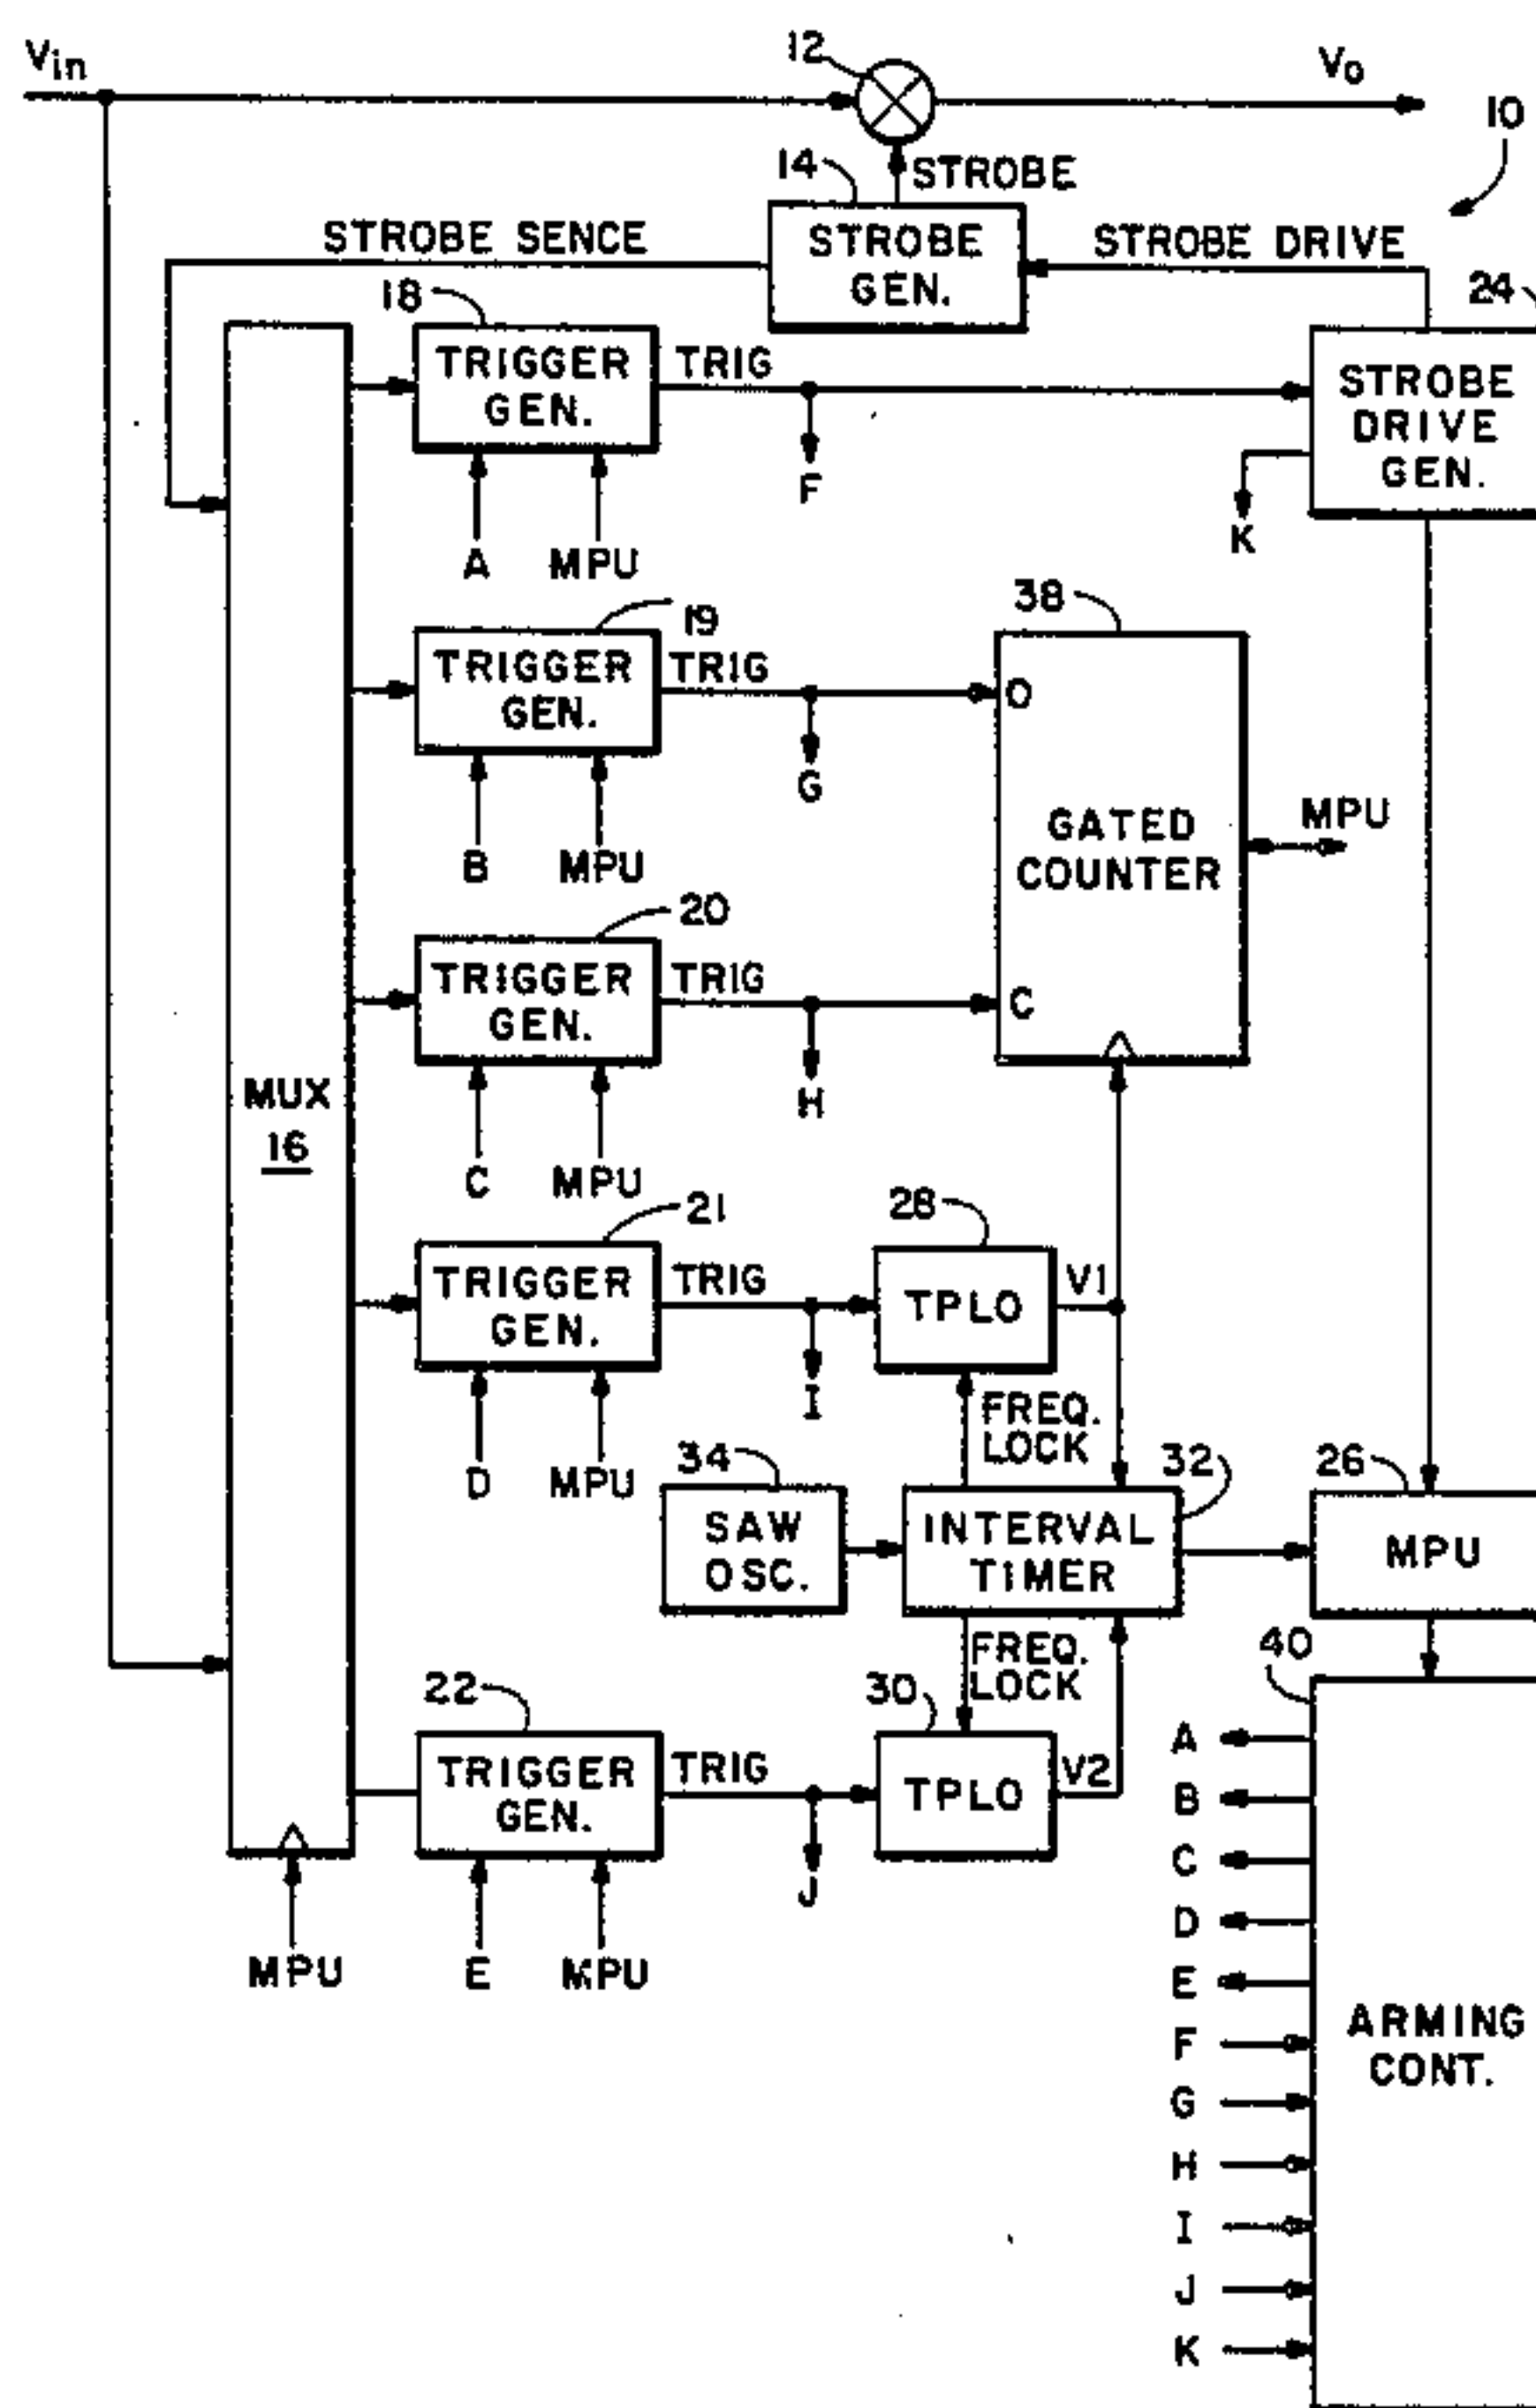 Vin
12
Vo
10
14
STROBE
STROBE SENCE
STROBE
GEN.
STROBE DRIVE
24
18
TRIGGER
GEN.
TRIG
STROBE
DRIVE
GEN.
F
K
A
MPU
38
19
TRIGGER
GEN.
TRIG
O
G
GATED
COUNTER
MPU
B
MPU
20
TRIGGER
GEN.
TRIG
C
H
MUX
16
C
MPU
21
28
TRIGGER
GEN.
TRIG
TPLO
V1
I
FREQ.
LOCK
D
MPU
34
32
26
SAW
OSC.
INTERVAL
TIMER
MPU
FREQ.
LOCK
40
22
30
TRIGGER
GEN.
TRIG
TPLO
V2
J
MPU
E
MPU
A
B
C
D
E
F
G
H
I
J
K
ARMING
CONT.